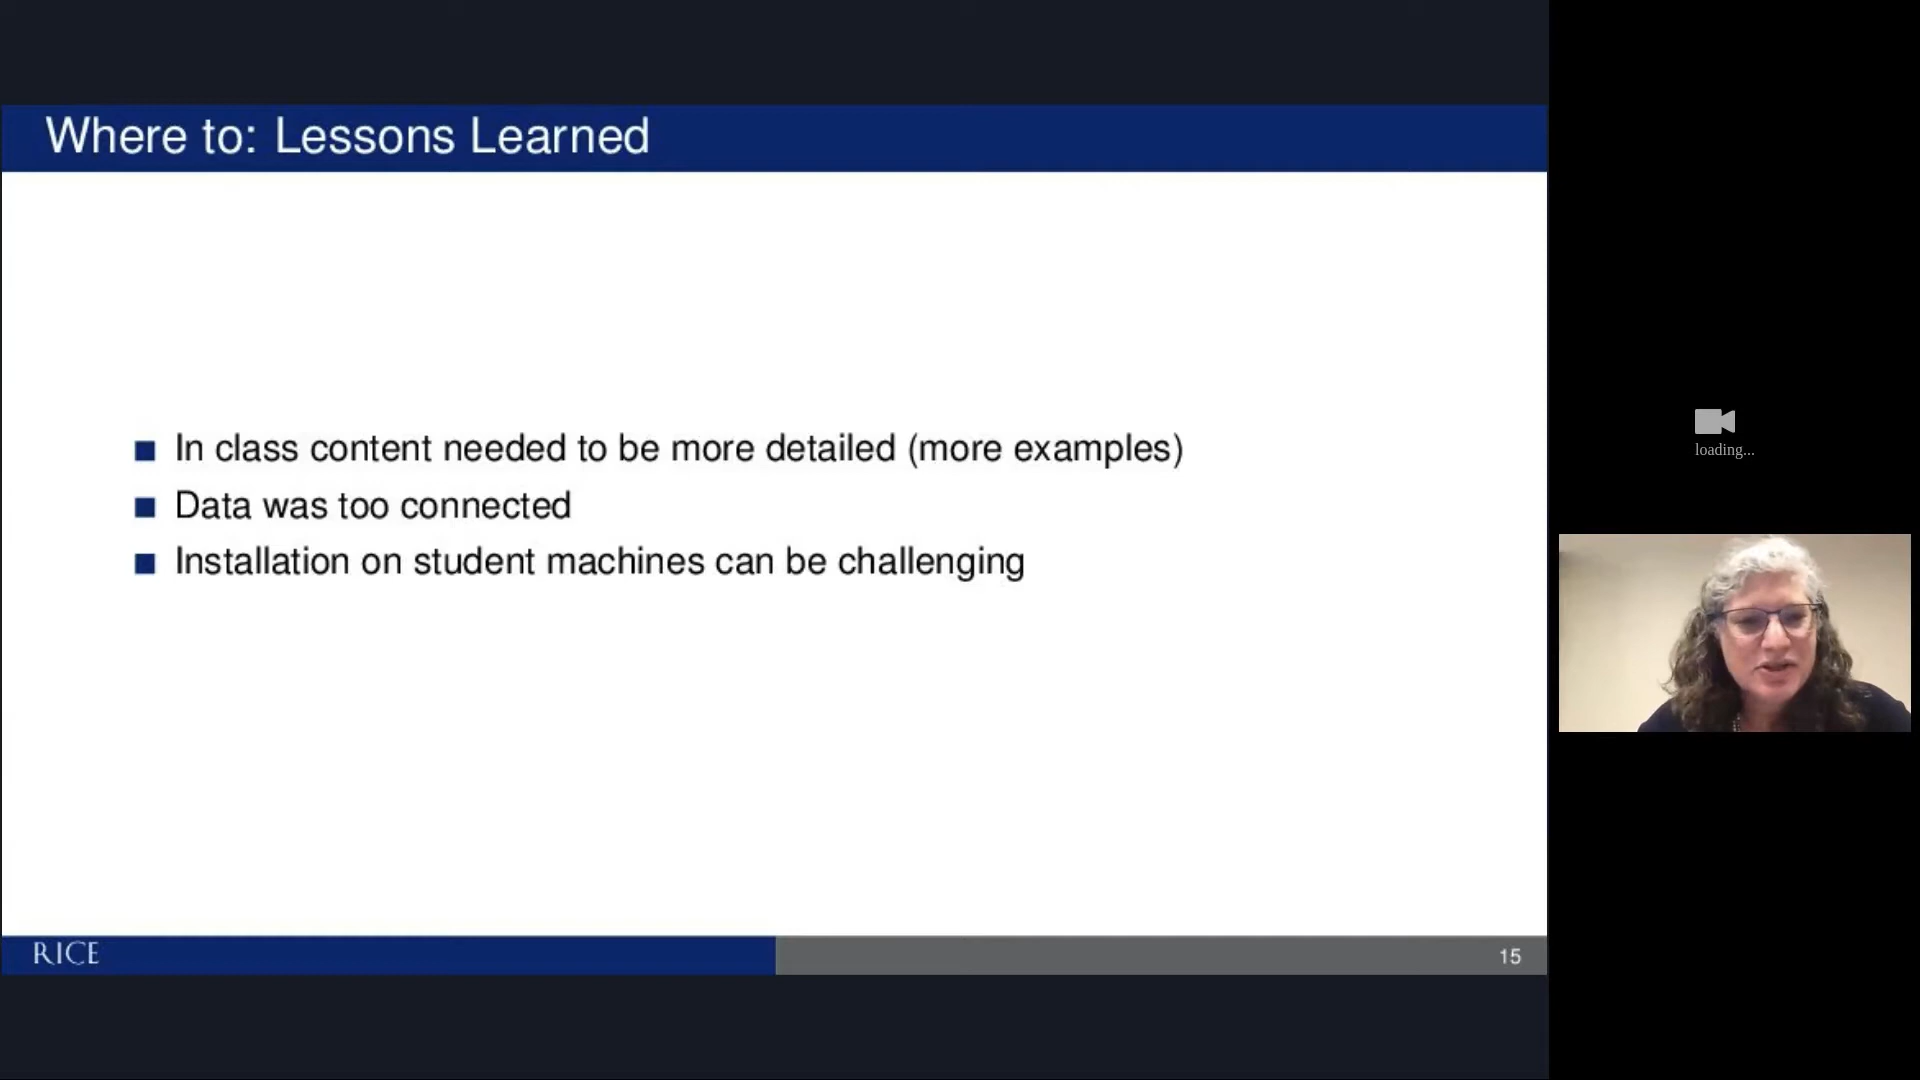 Where to: Lessons Learned
In class content needed to be more detailed (more examples)
Data was too connected
Installation on student machines can be challenging
RICE
15
loading...